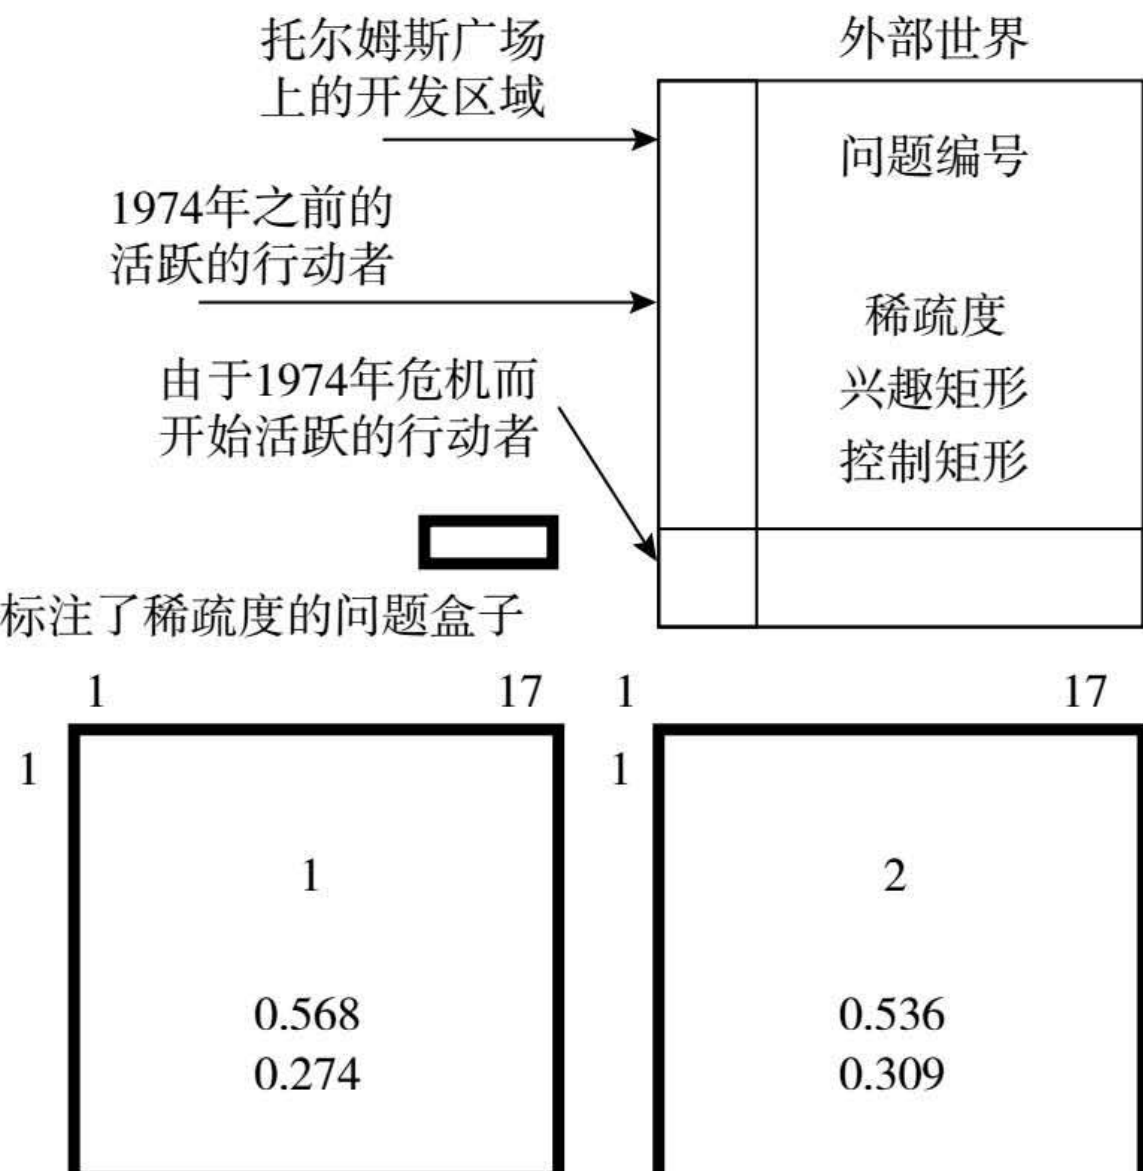 托尔姆斯广场
上的开发区域
外部世界
问题编号
1974年之前的
活跃的行动者
稀疏度
兴趣矩形
控制矩形
由于1974年危机而
开始活跃的行动者
标注了稀疏度的问题盒子
1 17 1 17
1 1
1 2
0.568 0.536
0.274 0.309